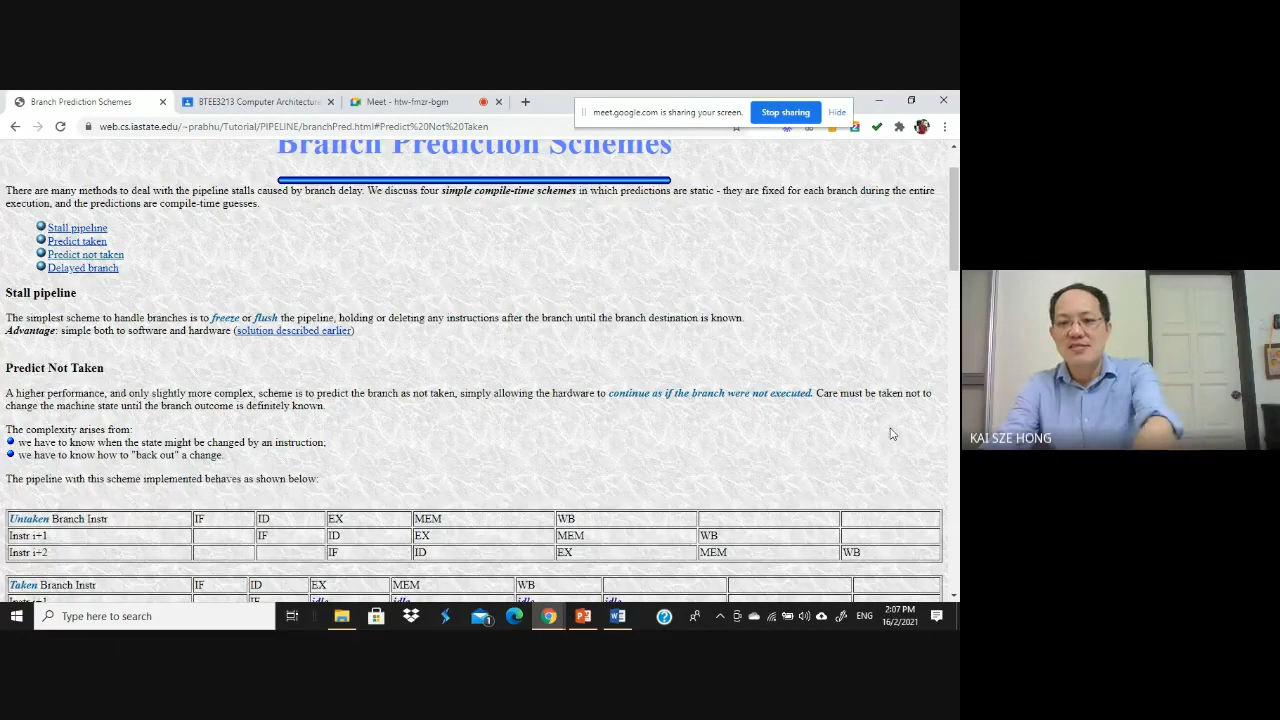 Branch Prediction Schemes
BTEE3213 Computer Architecture
Meet - htw-fmzr-bgm
meet.google.com is sharing your screen.
Stop sharing
Hide
web.cs.iastate.edu/~prabhu/Tutorial/PIPELINE/branchPred.html#Predict%20Not%20Taken
Branch Prediction Schemes
There are many methods to deal with the pipeline stalls caused by branch delay. We discuss four simple compile-time schemes in which predictions are static - they are fixed for each branch during the entire
execution, and the predictions are compile-time guesses.
Stall pipeline
Predict taken
Predict not taken
Delayed branch
Stall pipeline
The simplest scheme to handle branches is to freeze or flush the pipeline, holding or deleting any instructions after the branch until the branch destination is known.
Advantage: simple both to software and hardware (solution described earlier)
Predict Not Taken
A higher performance, and only slightly more complex, scheme is to predict the branch as not taken, simply allowing the hardware to continue as if the branch were not executed. Care must be taken not to
change the machine state until the branch outcome is definitely known.
The complexity arises from:
we have to know when the state might be changed by an instruction;
we have to know how to "back out" a change.
The pipeline with this scheme implemented behaves as shown below:
Untaken Branch Instr IF ID EX MEM WB
Instr i+1 IF ID EX MEM WB
Instr i+2 IF ID EX MEM WB
Taken Branch Instr IF ID EX MEM WB
Instr i+1 IF idle idle idle idle
KAI SZE HONG
Type here to search
1
ENG
2:07 PM
16/2/2021